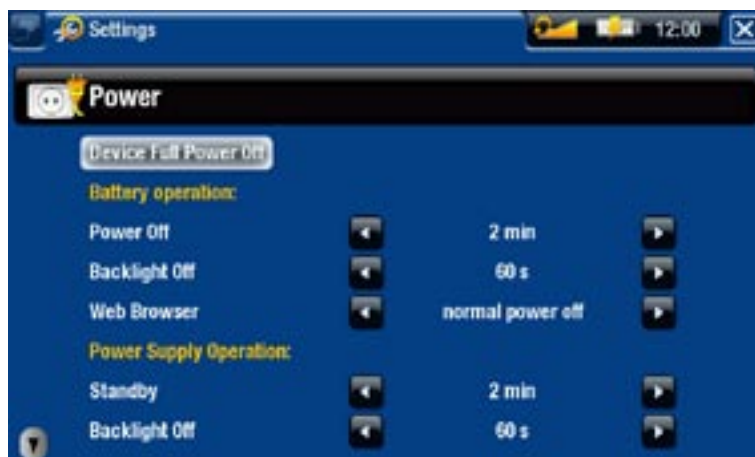 Settings 12:00
Power
Device Full Power Off
Battery operation:
Power Off 2 min
Backlight Off 60 s
Web Browser normal power off
Power Supply Operation:
Standby 2 min
Backlight Off 60 s